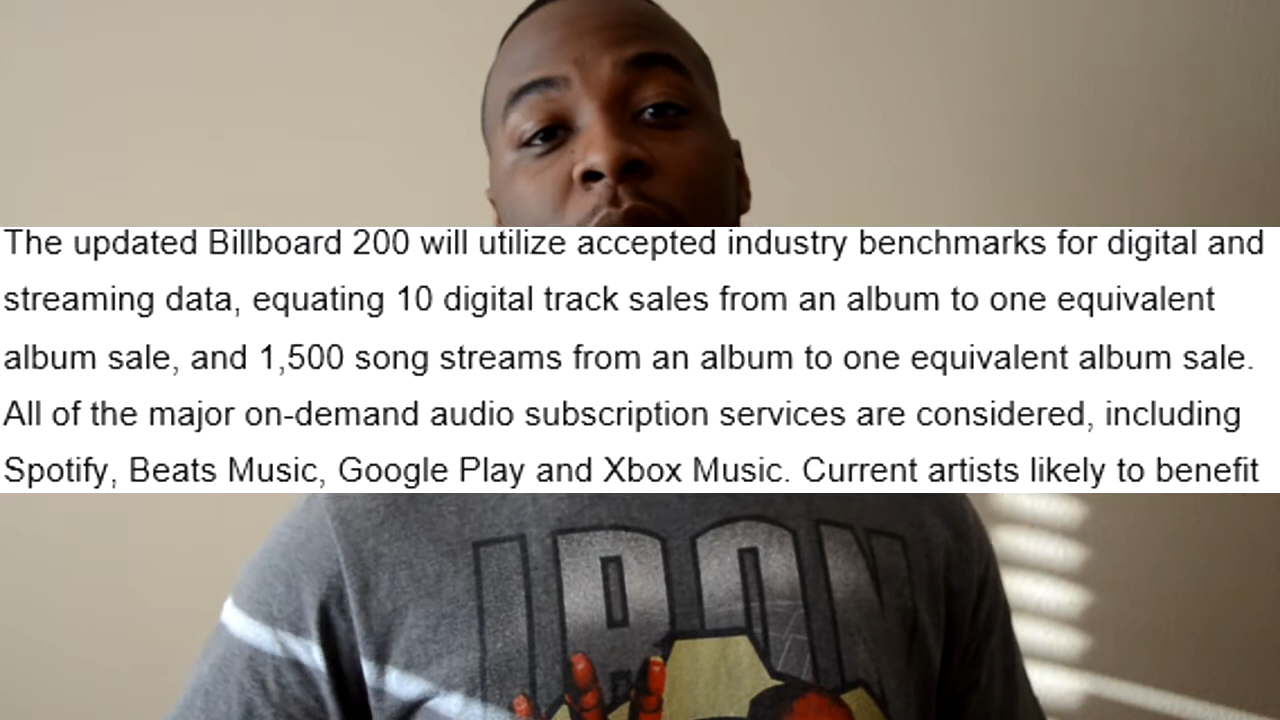 The updated Billboard 200 will utilize accepted industry benchmarks for digital and
streaming data, equating 10 digital track sales from an album to one equivalent
album sale, and 1,500 song streams from an album to one equivalent album sale.
All of the major on-demand audio subscription services are considered, including
Spotify, Beats Music, Google Play and Xbox Music. Current artists likely to benefit
IRON